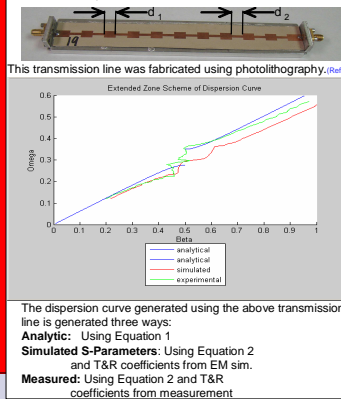 d1
d2
19
This transmission line was fabricated using photolithography.(Ref
Extended Zone Scheme of Dispersion Curve
0.6
0.5
0.4
0.3
0.2
0.1
0
Omega
0 0.1 0.2 0.3 0.4 0.5 0.6 0.7 0.8 0.9 1
Beta
analytical
analytical
simulated
experimental
The dispersion curve generated using the above transmission
line is generated three ways:
Analytic: Using Equation 1
Simulated S-Parameters: Using Equation 2
and T&R coefficients from EM sim.
Measured: Using Equation 2 and T&R
coefficients from measurement